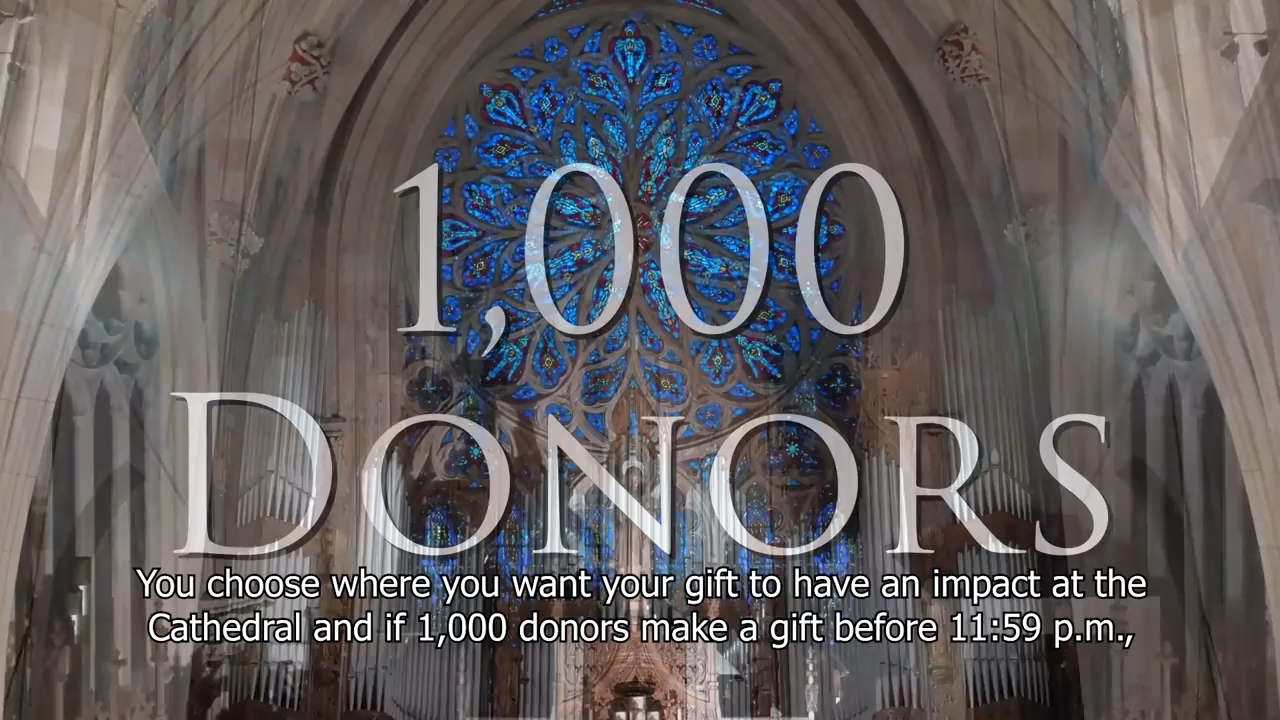 1,000
DONORS
You choose where you want your gift to have an impact at the
Cathedral and if 1,000 donors make a gift before 11:59 p.m.,